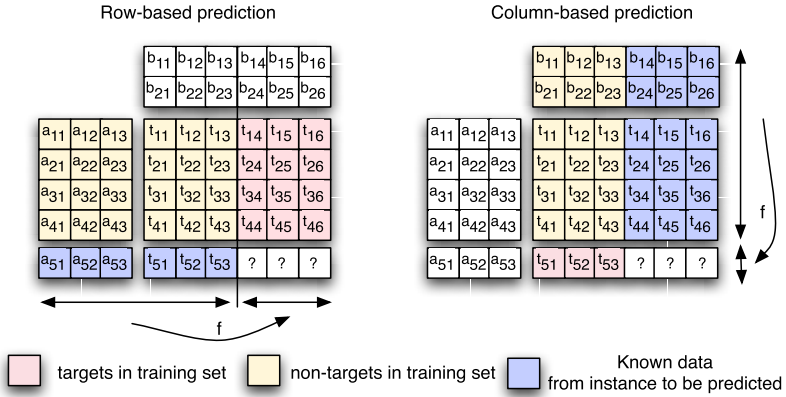 Row-based prediction Column-based prediction
b11 b12 b13 b14 b15 b16 b11 b12 b13 b14 b15 b16
b21 b22 b23 b24 b25 b26 b21 b22 b23 b24 b25 b26
a11 a12 a13 t11 t12 t13 t14 t15 t16 a11 a12 a13 t11 t12 t13 t14 t15 t16
a21 a22 a23 t21 t22 t23 t24 t25 t26 a21 a22 a23 t21 t22 t23 t24 t25 t26
a31 a32 a33 t31 t32 t33 t34 t35 t36 a31 a32 a33 t31 t32 t33 t34 t35 t36
a41 a42 a43 t41 t42 t43 t44 t45 t46 a41 a42 a43 t41 t42 t43 t44 t45 t46
a51 a52 a53 t51 t52 t53 ? ? ? a51 a52 a53 t51 t52 t53 ? ? ?
f
f
targets in training set non-targets in training set Known data
from instance to be predicted